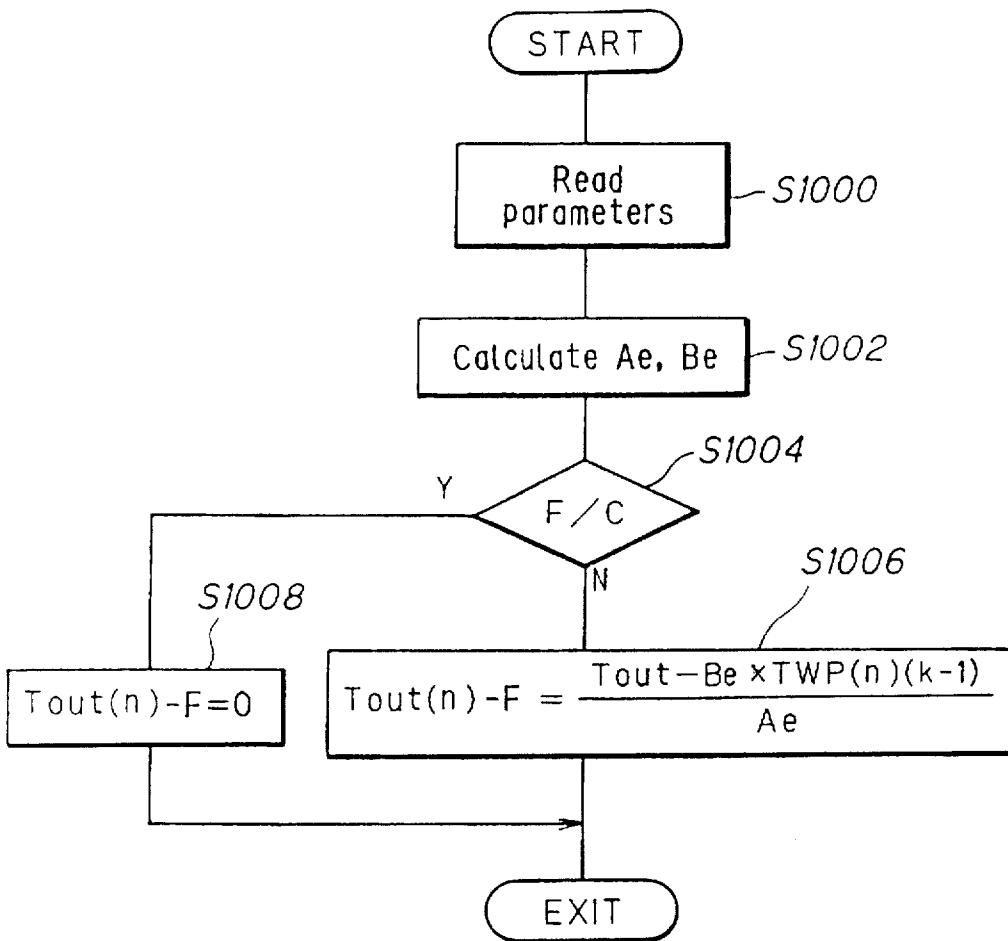 START
Read
parameters
S1000
Calculate Ae, Be
S1002
S1004
Y
F/C
N
S1008
S1006
Tout(n)-F=0
Tout(n)-F = Tout-Be×TWP(n)(k-1)
Ae
EXIT